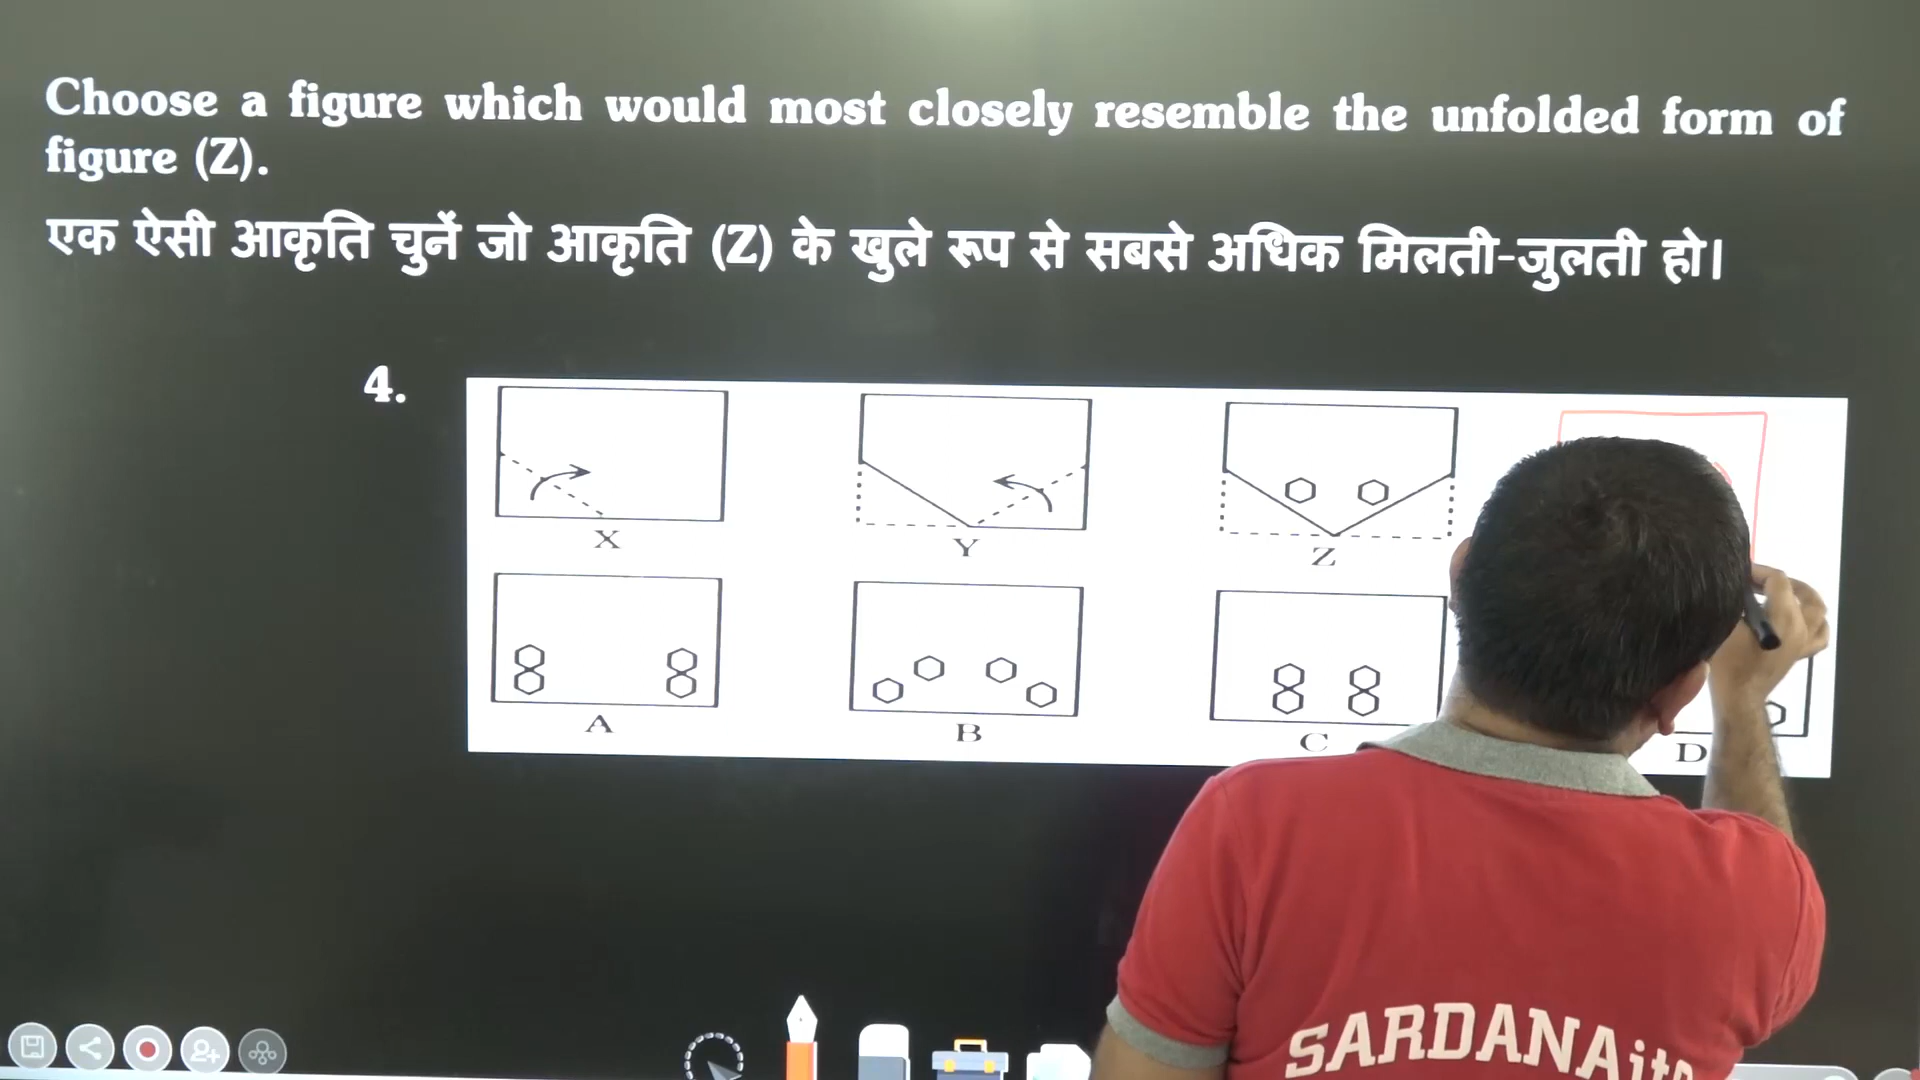 Choose a figure which would most closely resemble the unfolded form of
figure (Z).
एक ऐसी आकृति चुनें जो आकृति (Z) के खुले रूप से सबसे अधिक मिलती-जुलती हो।
4.
X Y Z
A B C D
SARDANA